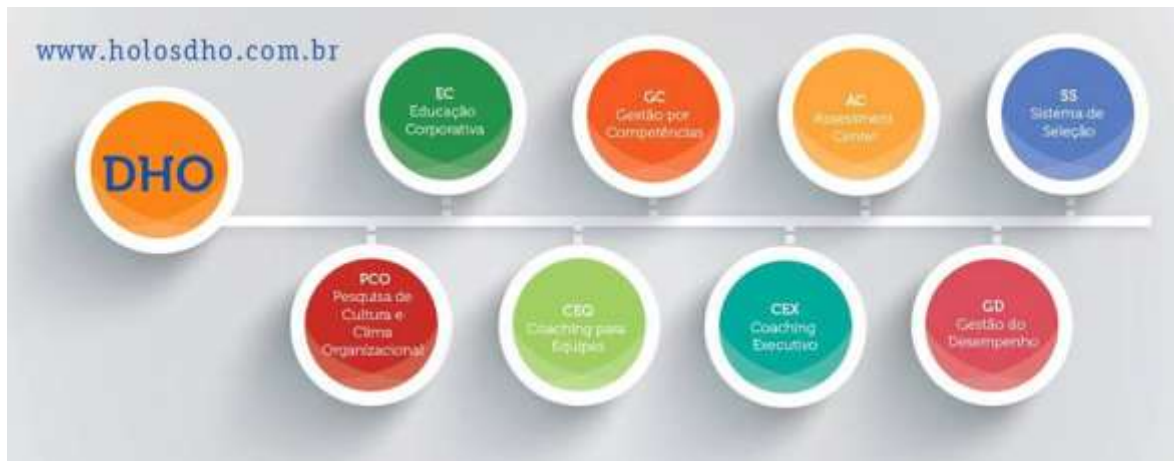 www.holosdho.com.br
DHO
EC
Educação
Corporativa
GC
Gestão por
Competências
AC
Assessment
Center
SS
Sistema de
Seleção
PCO
Pesquisa de
Cultura e
Clima
Organizacional
CEQ
Coaching para
Equipes
CEX
Coaching
Executivo
GD
Gestão do
Desempenho